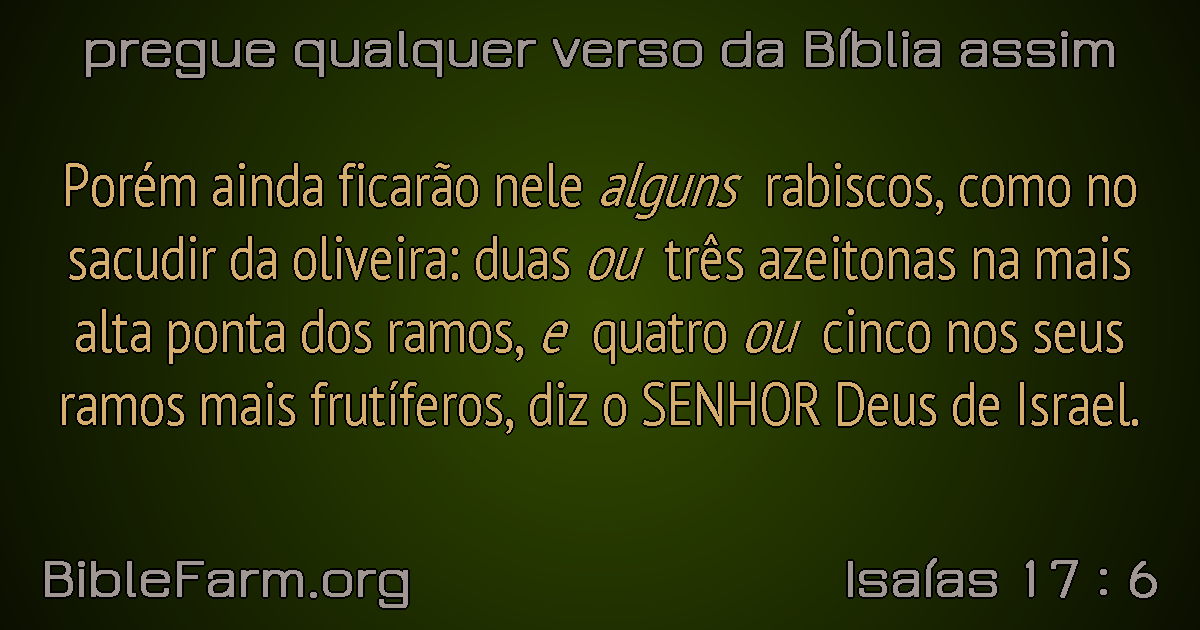 pregue qualquer verso da Bíblia assim
Porém ainda ficarão nele alguns rabiscos, como no
sacudir da oliveira: duas ou três azeitonas na mais
alta ponta dos ramos, e quatro ou cinco nos seus
ramos mais frutíferos, diz o SENHOR Deus de Israel.
BibleFarm.org
Isaías 17 : 6